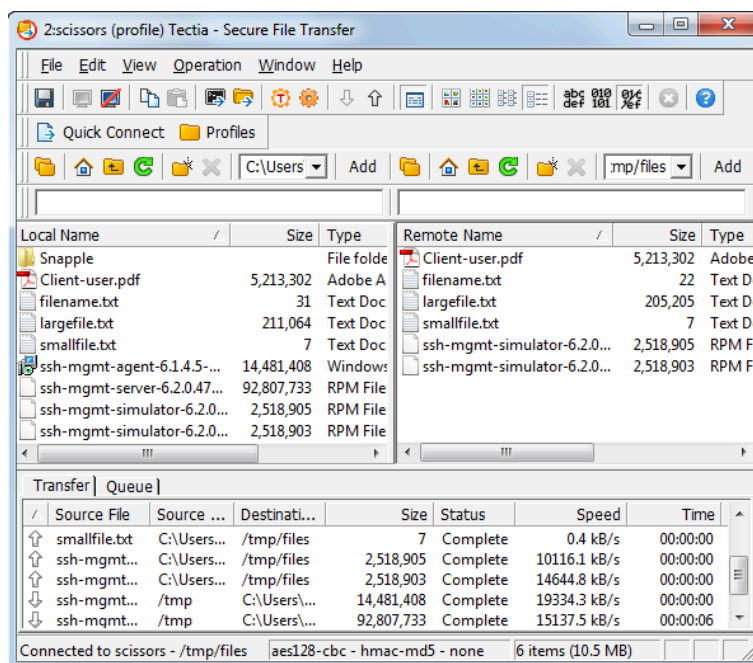 2:scissors (profile) Tectia - Secure File Transfer
File Edit View Operation Window Help
abc def 010 101
Quick Connect Profiles
C:\Users Add :mp/files Add
Local Name / Size Type Remote Name / Size Type
Snapple File folde Client-user.pdf 5,213,302 Adobe
Client-user.pdf 5,213,302 Adobe A filename.txt 22 Text D
filename.txt 31 Text Doc largefile.txt 205,205 Text D
largefile.txt 211,064 Text Doc smallfile.txt 7 Text D
smallfile.txt 7 Text Doc ssh-mgmt-simulator-6.2.0... 2,518,905 RPM F
ssh-mgmt-agent-6.1.4.5-... 14,481,408 Windows ssh-mgmt-simulator-6.2.0... 2,518,903 RPM F
ssh-mgmt-server-6.2.0.47... 92,807,733 RPM File
ssh-mgmt-simulator-6.2.0... 2,518,905 RPM File
ssh-mgmt-simulator-6.2.0... 2,518,903 RPM File
Transfer Queue
/ Source File Source ... Destinati... Size Status Speed Time
smallfile.txt C:\Users... /tmp/files 7 Complete 0.4 kB/s 00:00:00
ssh-mgmt... C:\Users... /tmp/files 2,518,905 Complete 10116.1 kB/s 00:00:00
ssh-mgmt... C:\Users... /tmp/files 2,518,903 Complete 14644.8 kB/s 00:00:00
ssh-mgmt... /tmp C:\Users\... 14,481,408 Complete 19334.3 kB/s 00:00:00
ssh-mgmt... /tmp C:\Users\... 92,807,733 Complete 15137.5 kB/s 00:00:06
Connected to scissors - /tmp/files aes128-cbc - hmac-md5 - none 6 items (10.5 MB)